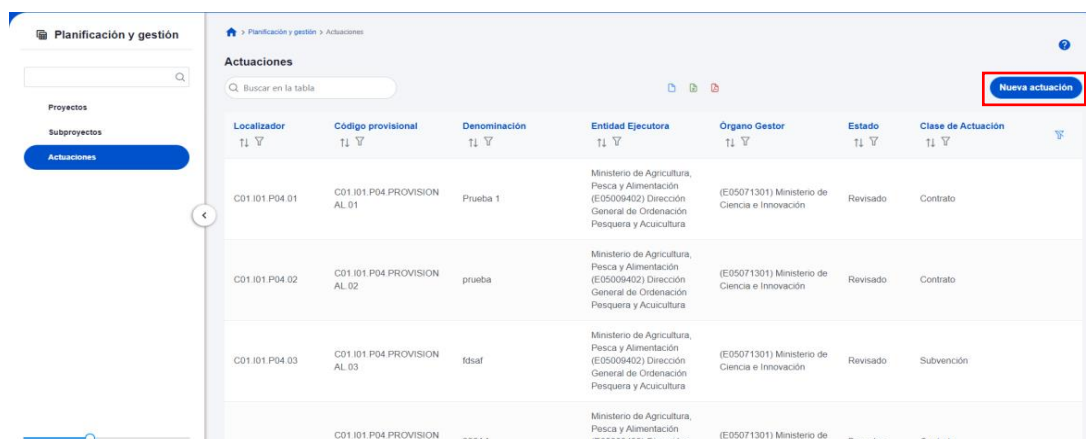 Planificación y gestión
> Planificación y gestión > Actuaciones
?
Actuaciones
Buscar en la tabla
Nueva actuación
Proyectos
Subproyectos
Actuaciones
Localizador Código provisional Denominación Entidad Ejecutora Órgano Gestor Estado Clase de Actuación
Ministerio de Agricultura,
Pesca y Alimentación
(E05009402) Dirección
General de Ordenación
Pesquera y Acuicultura
C01.I01.P04.01
C01.I01.P04.PROVISION
AL.01
Prueba 1
(E05071301) Ministerio de
Ciencia e Innovación
Revisado
Contrato
Ministerio de Agricultura,
Pesca y Alimentación
(E05009402) Dirección
General de Ordenación
Pesquera y Acuicultura
C01.I01.P04.02
C01.I01.P04.PROVISION
AL.02
prueba
(E05071301) Ministerio de
Ciencia e Innovación
Revisado
Contrato
Ministerio de Agricultura,
Pesca y Alimentación
(E05009402) Dirección
General de Ordenación
Pesquera y Acuicultura
C01.I01.P04.03
C01.I01.P04.PROVISION
AL.03
fdsaf
(E05071301) Ministerio de
Ciencia e Innovación
Revisado
Subvención
Ministerio de Agricultura,
Pesca y Alimentación
C01.I01.P04.PROVISION
(E05071301) Ministerio de